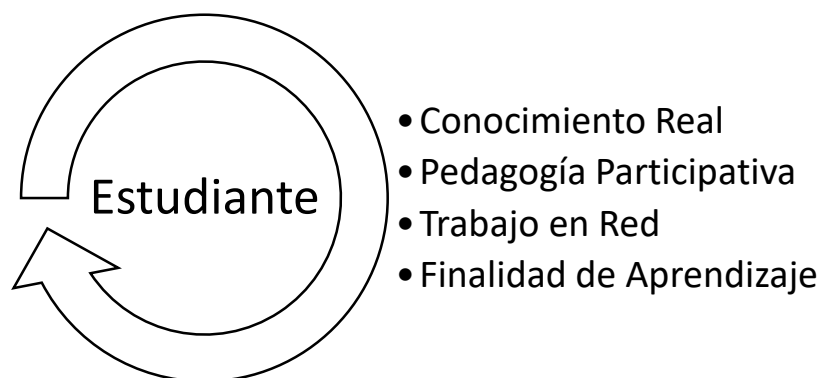 Estudiante
• Conocimiento Real
• Pedagogía Participativa
• Trabajo en Red
• Finalidad de Aprendizaje